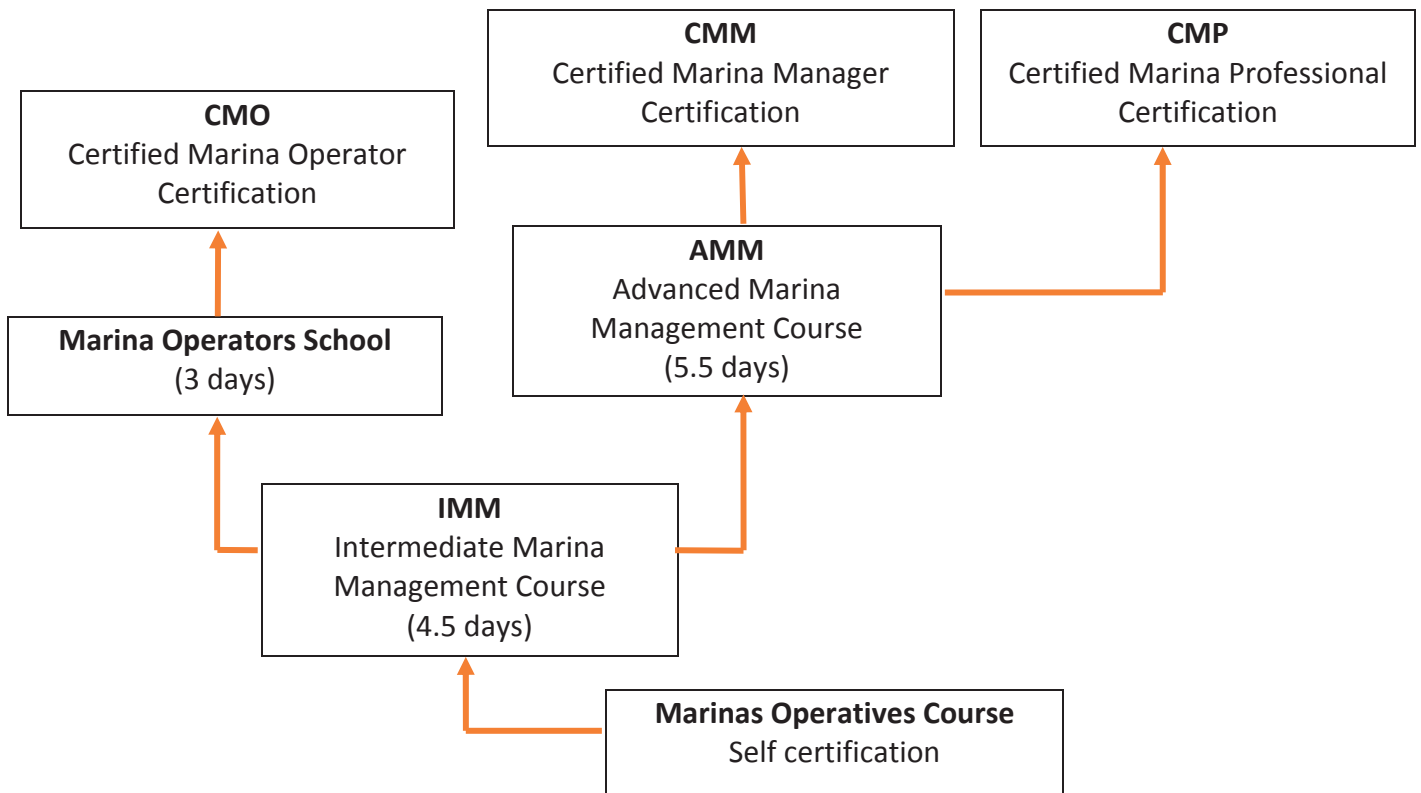 CMM
Certified Marina Manager
Certification
CMP
Certified Marina Professional
Certification
CMO
Certified Marina Operator
Certification
AMM
Advanced Marina
Management Course
(5.5 days)
Marina Operators School
(3 days)
IMM
Intermediate Marina
Management Course
(4.5 days)
Marinas Operatives Course
Self certification